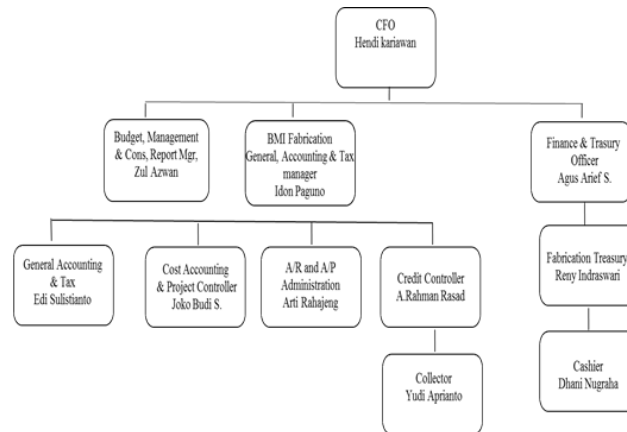 CFO
Hendi kariawan
Budget, Management
& Cons, Report Mgr,
Zul Azwan
BMI Fabrication
General, Accounting & Tax
manager
Idon Paguno
Finance & Trasury
Officer
Agus Arief S.
General Accounting
& Tax
Edi Sulistianto
Cost Accounting
& Project Controller
Joko Budi S.
A/R and A/P
Administration
Arti Rahajeng
Credit Controller
A.Rahman Rasad
Fabrication Treasury
Reny Indraswari
Collector
Yudi Aprianto
Cashier
Dhani Nugraha